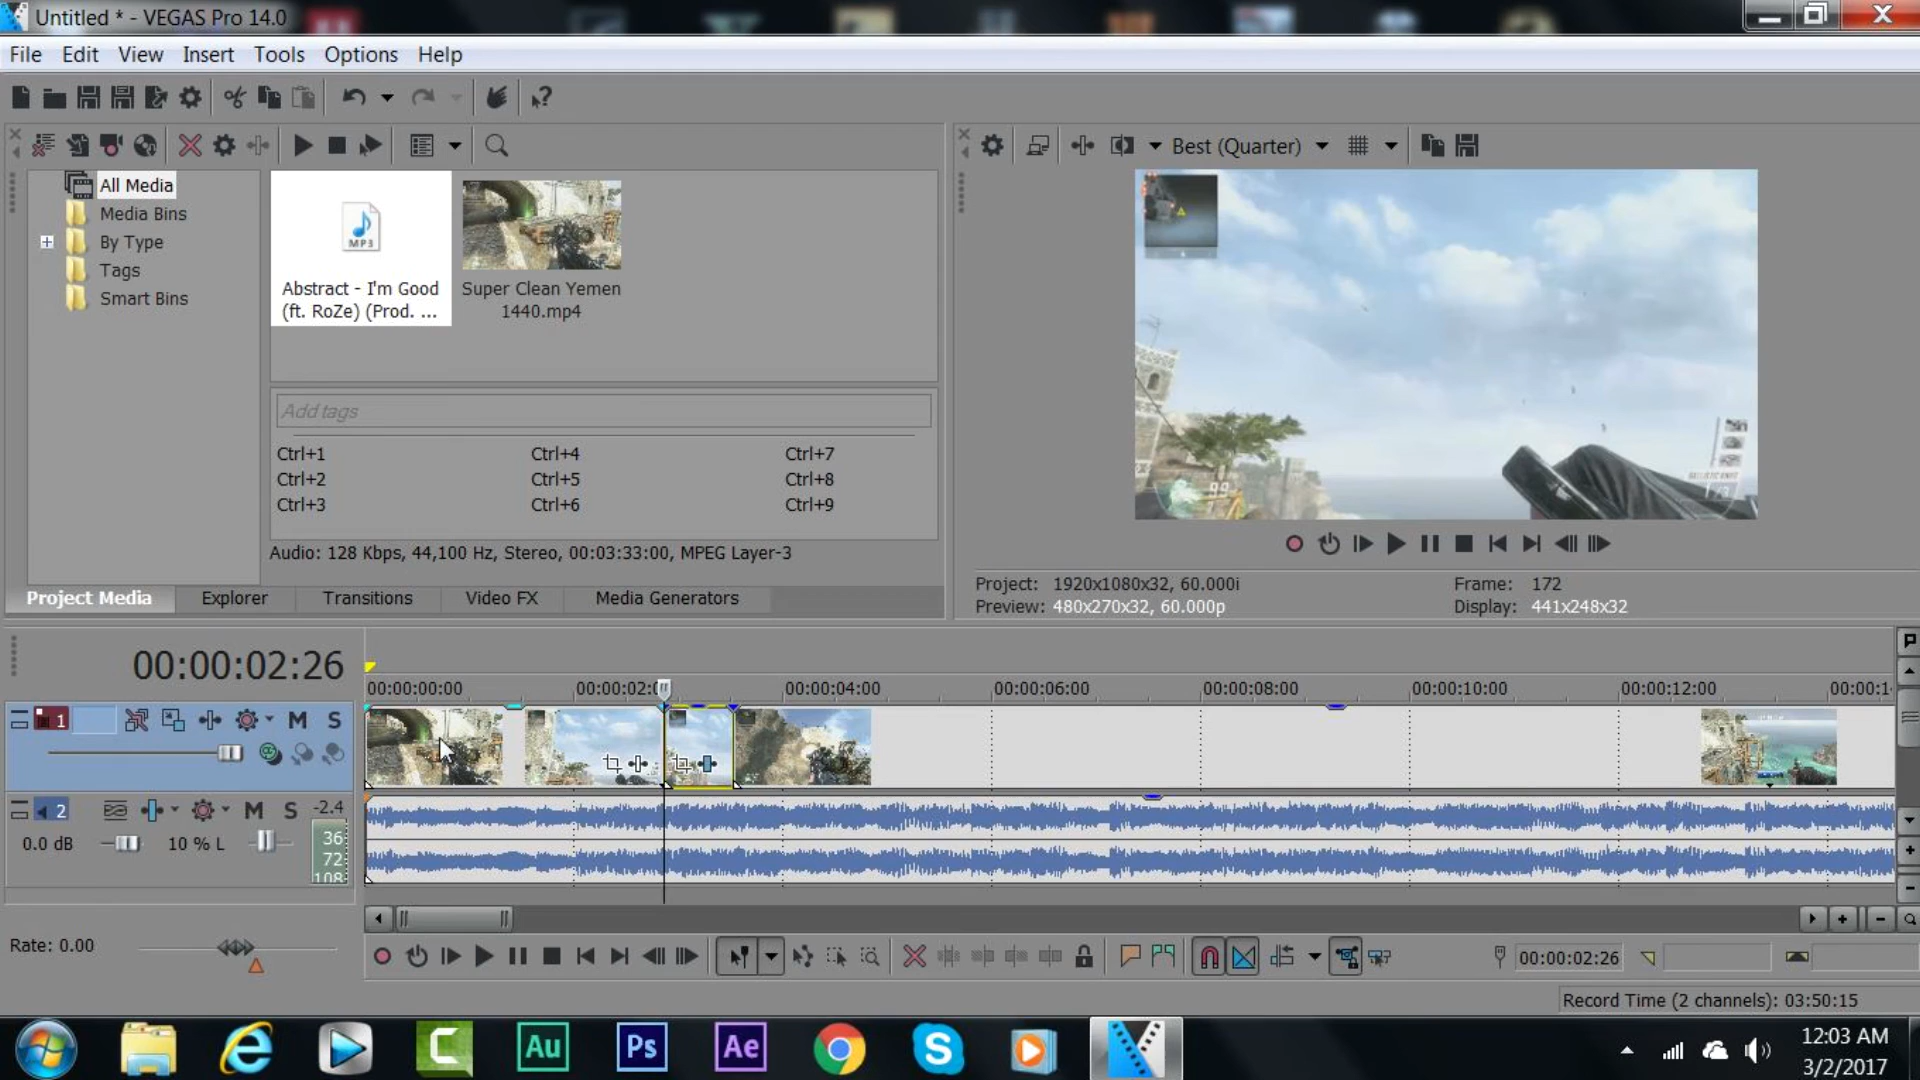 Untitled * - VEGAS Pro 14.0
File Edit View Insert Tools Options Help
Best (Quarter)
All Media
Media Bins
By Type
Tags
Smart Bins
MP3
Abstract - I'm Good
(ft. RoZe) (Prod. ...
Super Clean Yemen
1440.mp4
Add tags
Ctrl+1 Ctrl+4 Ctrl+7
Ctrl+2 Ctrl+5 Ctrl+8
Ctrl+3 Ctrl+6 Ctrl+9
Audio: 128 Kbps, 44,100 Hz, Stereo, 00:03:33:00, MPEG Layer-3
Project Media Explorer Transitions Video FX Media Generators
Project: 1920x1080x32, 60.000i Frame: 172
Preview: 480x270x32, 60.000p Display: 441x248x32
00:00:02:26
00:00:00:00 00:00:02:0 00:00:04:00 00:00:06:00 00:00:08:00 00:00:10:00 00:00:12:00 00:00:1
1 M S
2 M S -2.4
0.0 dB 10 % L 36
72
108
Rate: 0.00
00:00:02:26
Record Time (2 channels): 03:50:15
Au Ps Ae
12:03 AM
3/2/2017